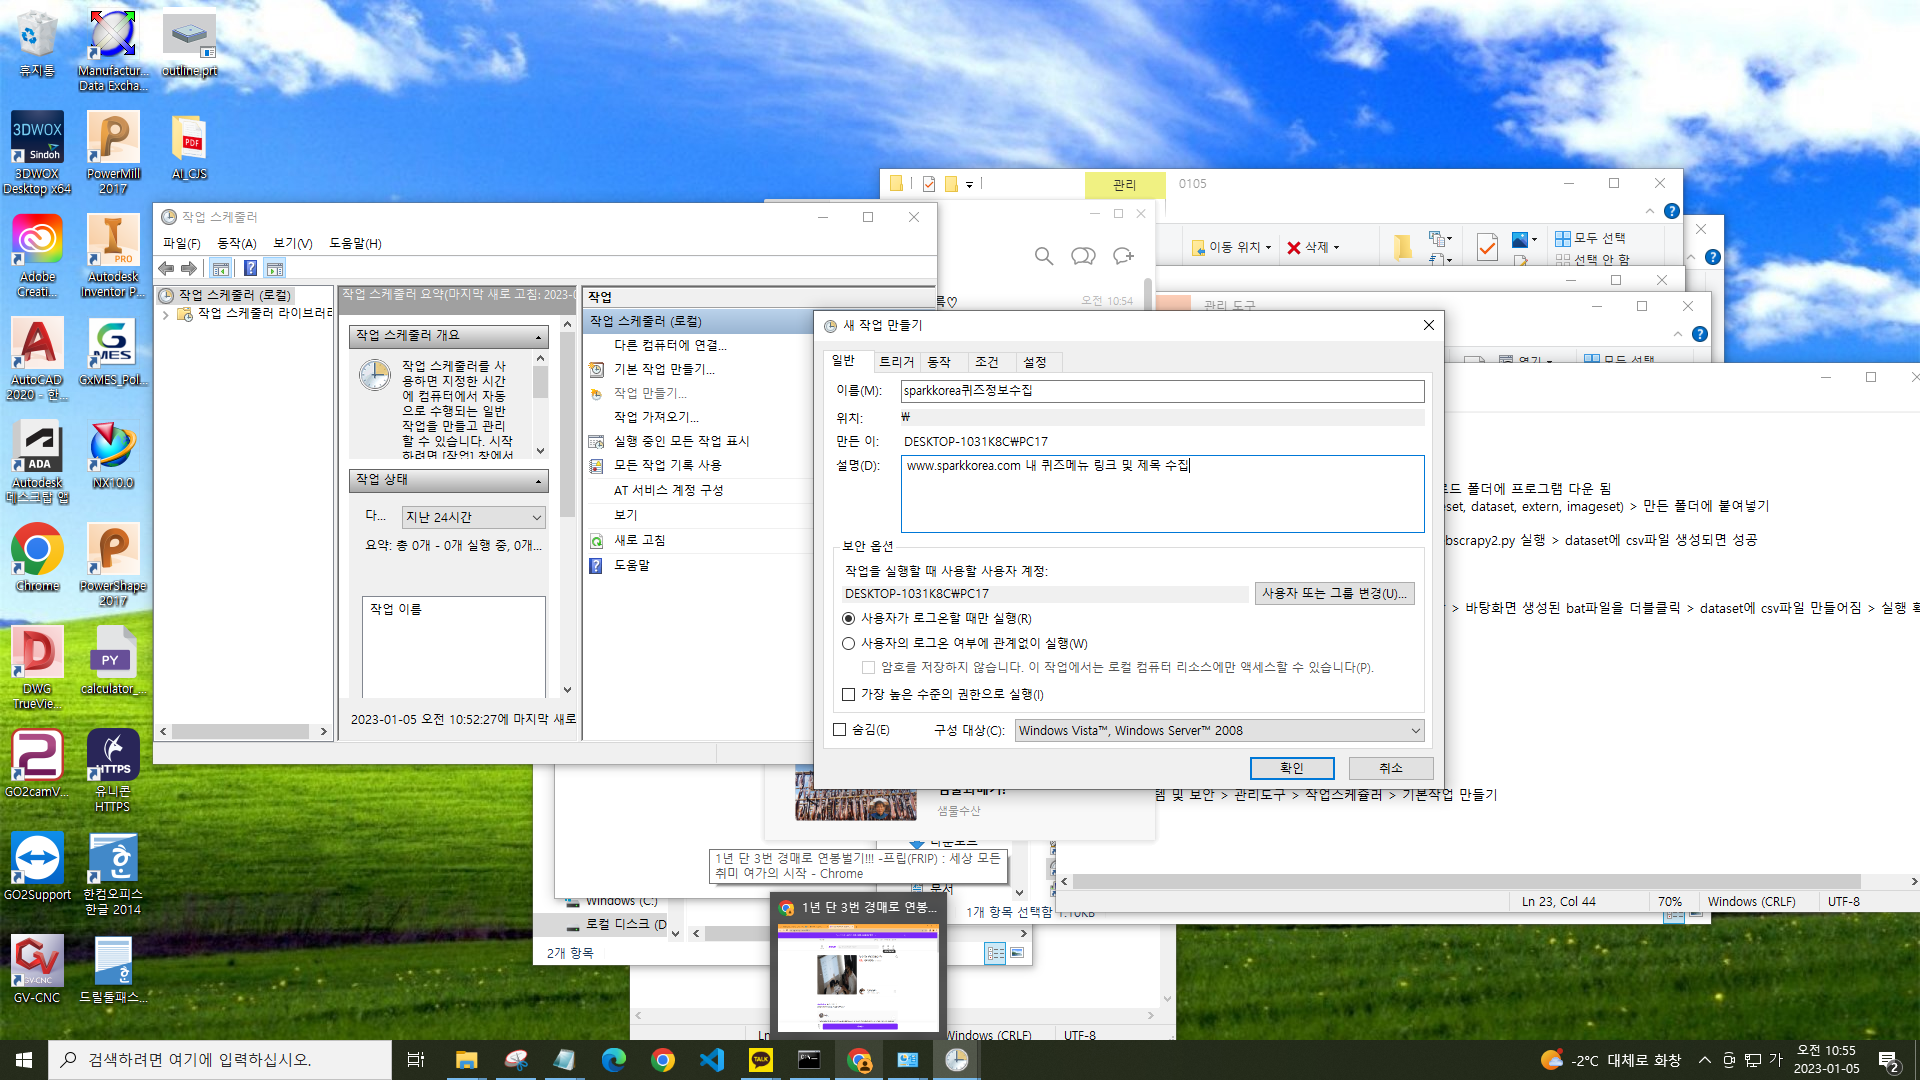 휴지통
Manufactur...
Data Excha...
outline.prt
3DWOX
Sindoh
3DWOX
Desktop x64
PowerMill
2017
PDF
AI_CJS
Adobe
Creati...
PRO
Autodesk
Inventor P...
AutoCAD
2020 - 한...
GMES
GxMES_Pol...
ADA
Autodesk
데스크탑 앱
NX10.0
Chrome
PowerShape
2017
DWG
TrueVie...
PY
calculator_...
GO2camV...
HTTPS
유니콘
HTTPS
GO2Support
한컴오피스
한글 2014
GV-CNC
GV-CNC
드릴툴패스...
작업 스케줄러
파일(F)
동작(A)
보기(V)
도움말(H)
작업 스케줄러 (로컬)
작업 스케줄러 라이브러리
작업 스케줄러 요약(마지막 새로 고침: 2023-0
작업 스케줄러 개요
작업 스케줄러를 사
용하면 지정한 시간
에 컴퓨터에서 자동
으로 수행되는 일반
작업을 만들고 관리
할 수 있습니다. 시작
하려면 [작업] 창에서
작업 상태
다...
지난 24시간
요약: 총 0개 - 0개 실행 중, 0개...
작업 이름
2023-01-05 오전 10:52:27에 마지막 새로
작업
작업 스케줄러 (로컬)
다른 컴퓨터에 연결...
기본 작업 만들기...
작업 만들기...
작업 가져오기...
실행 중인 모든 작업 표시
모든 작업 기록 사용
AT 서비스 계정 구성
보기
새로 고침
도움말
관리
0105
이동 위치
삭제
모두 선택
선택 안 함
오전 10:54
관리 도구
열기
모두 선택
새 작업 만들기
일반
트리거
동작
조건
설정
이름(M):
sparkkorea퀴즈정보수집
위치:
₩
만든 이:
DESKTOP-1031K8C₩PC17
설명(D):
www.sparkkorea.com 내 퀴즈메뉴 링크 및 제목 수집
보안 옵션
작업을 실행할 때 사용할 사용자 계정:
DESKTOP-1031K8C₩PC17
사용자 또는 그룹 변경(U)...
사용자가 로그온할 때만 실행(R)
사용자의 로그온 여부에 관계없이 실행(W)
암호를 저장하지 않습니다. 이 작업에서는 로컬 컴퓨터 리소스에만 액세스할 수 있습니다(P).
가장 높은 수준의 권한으로 실행(I)
숨김(E)
구성 대상(C):
Windows Vista™, Windows Server™ 2008
확인
취소
로드 폴더에 프로그램 다운 됨
set, dataset, extern, imageset) > 만든 폴더에 붙여넣기
bscrapy2.py 실행 > dataset에 csv파일 생성되면 성공
> 바탕화면 생성된 bat파일을 더블클릭 > dataset에 csv파일 만들어짐 > 실행 확
템 및 보안 > 관리도구 > 작업스케쥴러 > 기본작업 만들기
샘물수산
1년 단 3번 경매로 연봉벌기!!! -프립(FRIP) : 세상 모든
취미 여가의 시작 - Chrome
다운로드
문서
1개 항목 선택함 1.10KB
Windows (C:)
로컬 디스크 (D
2개 항목
1년 단 3번 경매로 연봉...
Ln 23, Col 44
70%
Windows (CRLF)
UTF-8
Ln
Windows (CRLF)
UTF-8
검색하려면 여기에 입력하십시오.
TALK
-2°C 대체로 화창
가
오전 10:55
2023-01-05
2